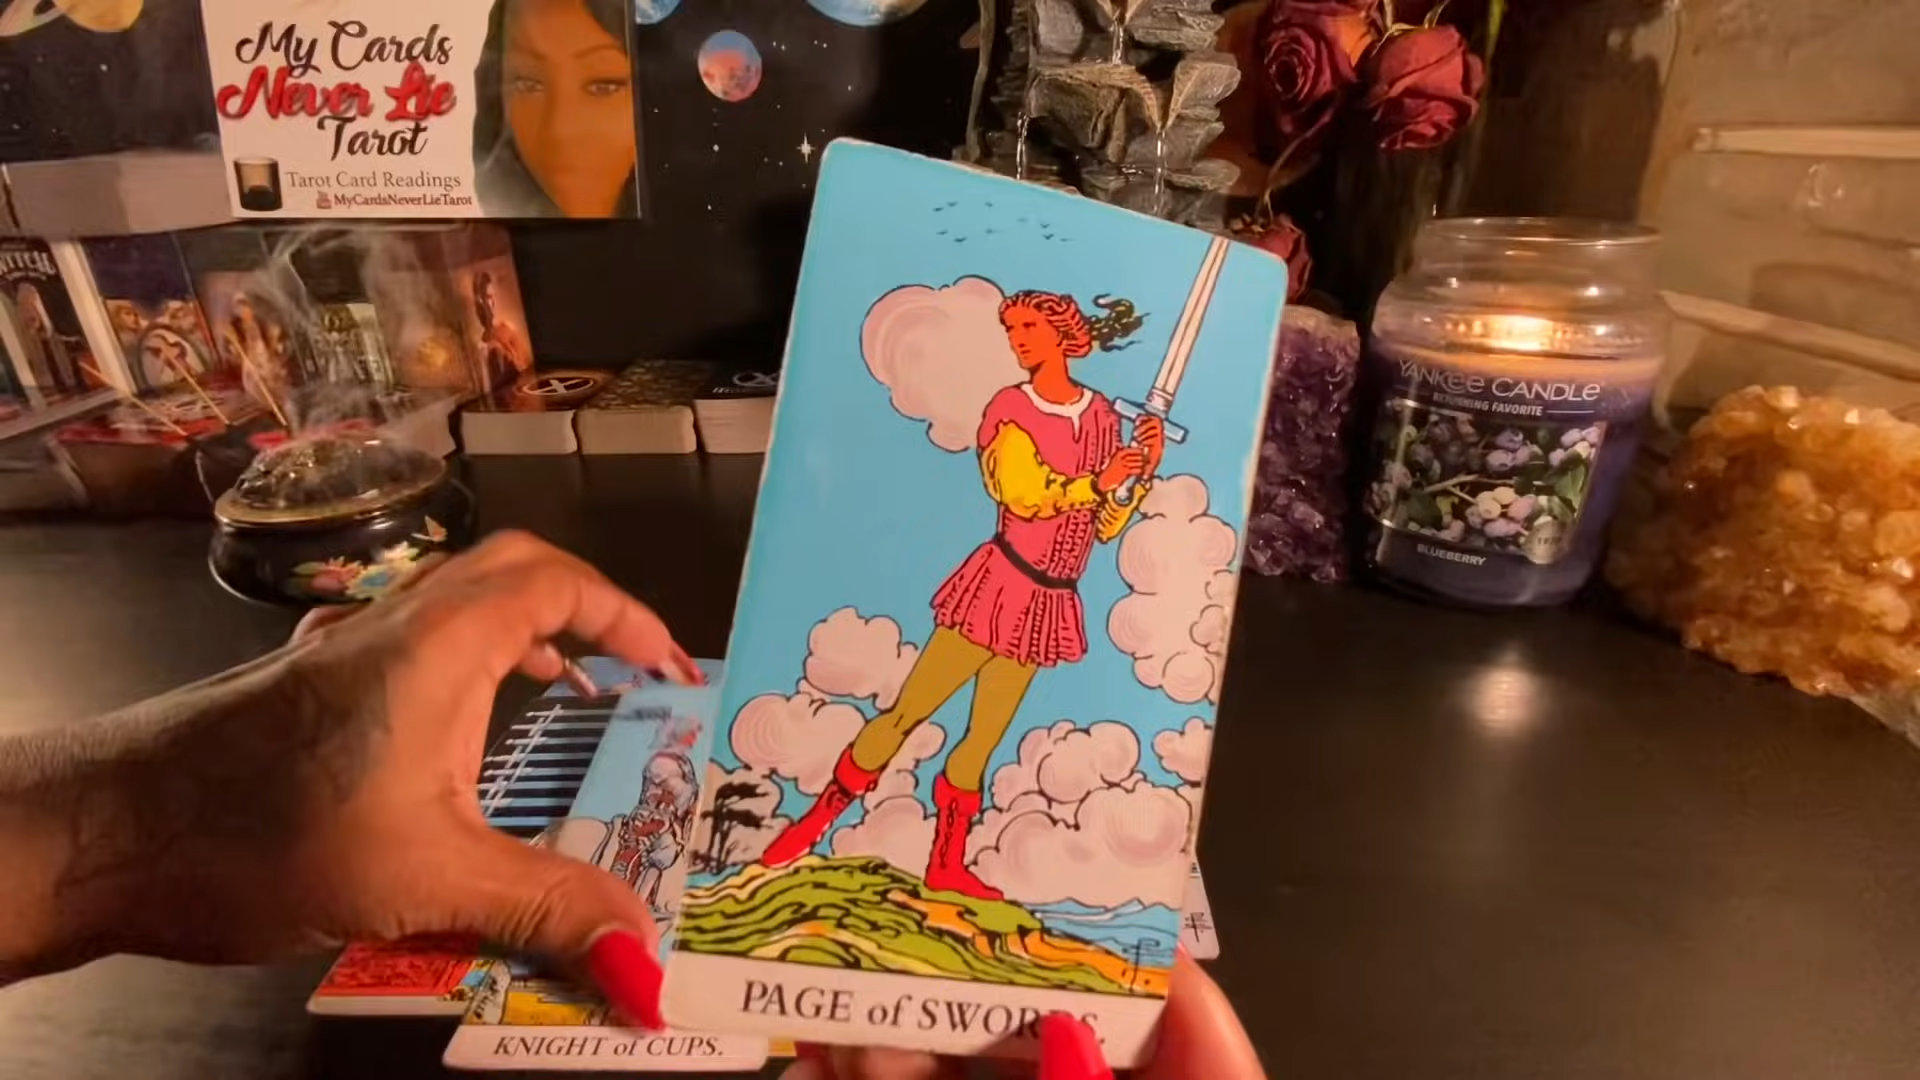 My Cards
Never Lie
Tarot
Tarot Card Readings
MyCardsNeverLieTarot
YANKEE CANDLE
RETURNING FAVORITE
BLUEBERRY
PAGE of SWORDS.
KNIGHT of CUPS.